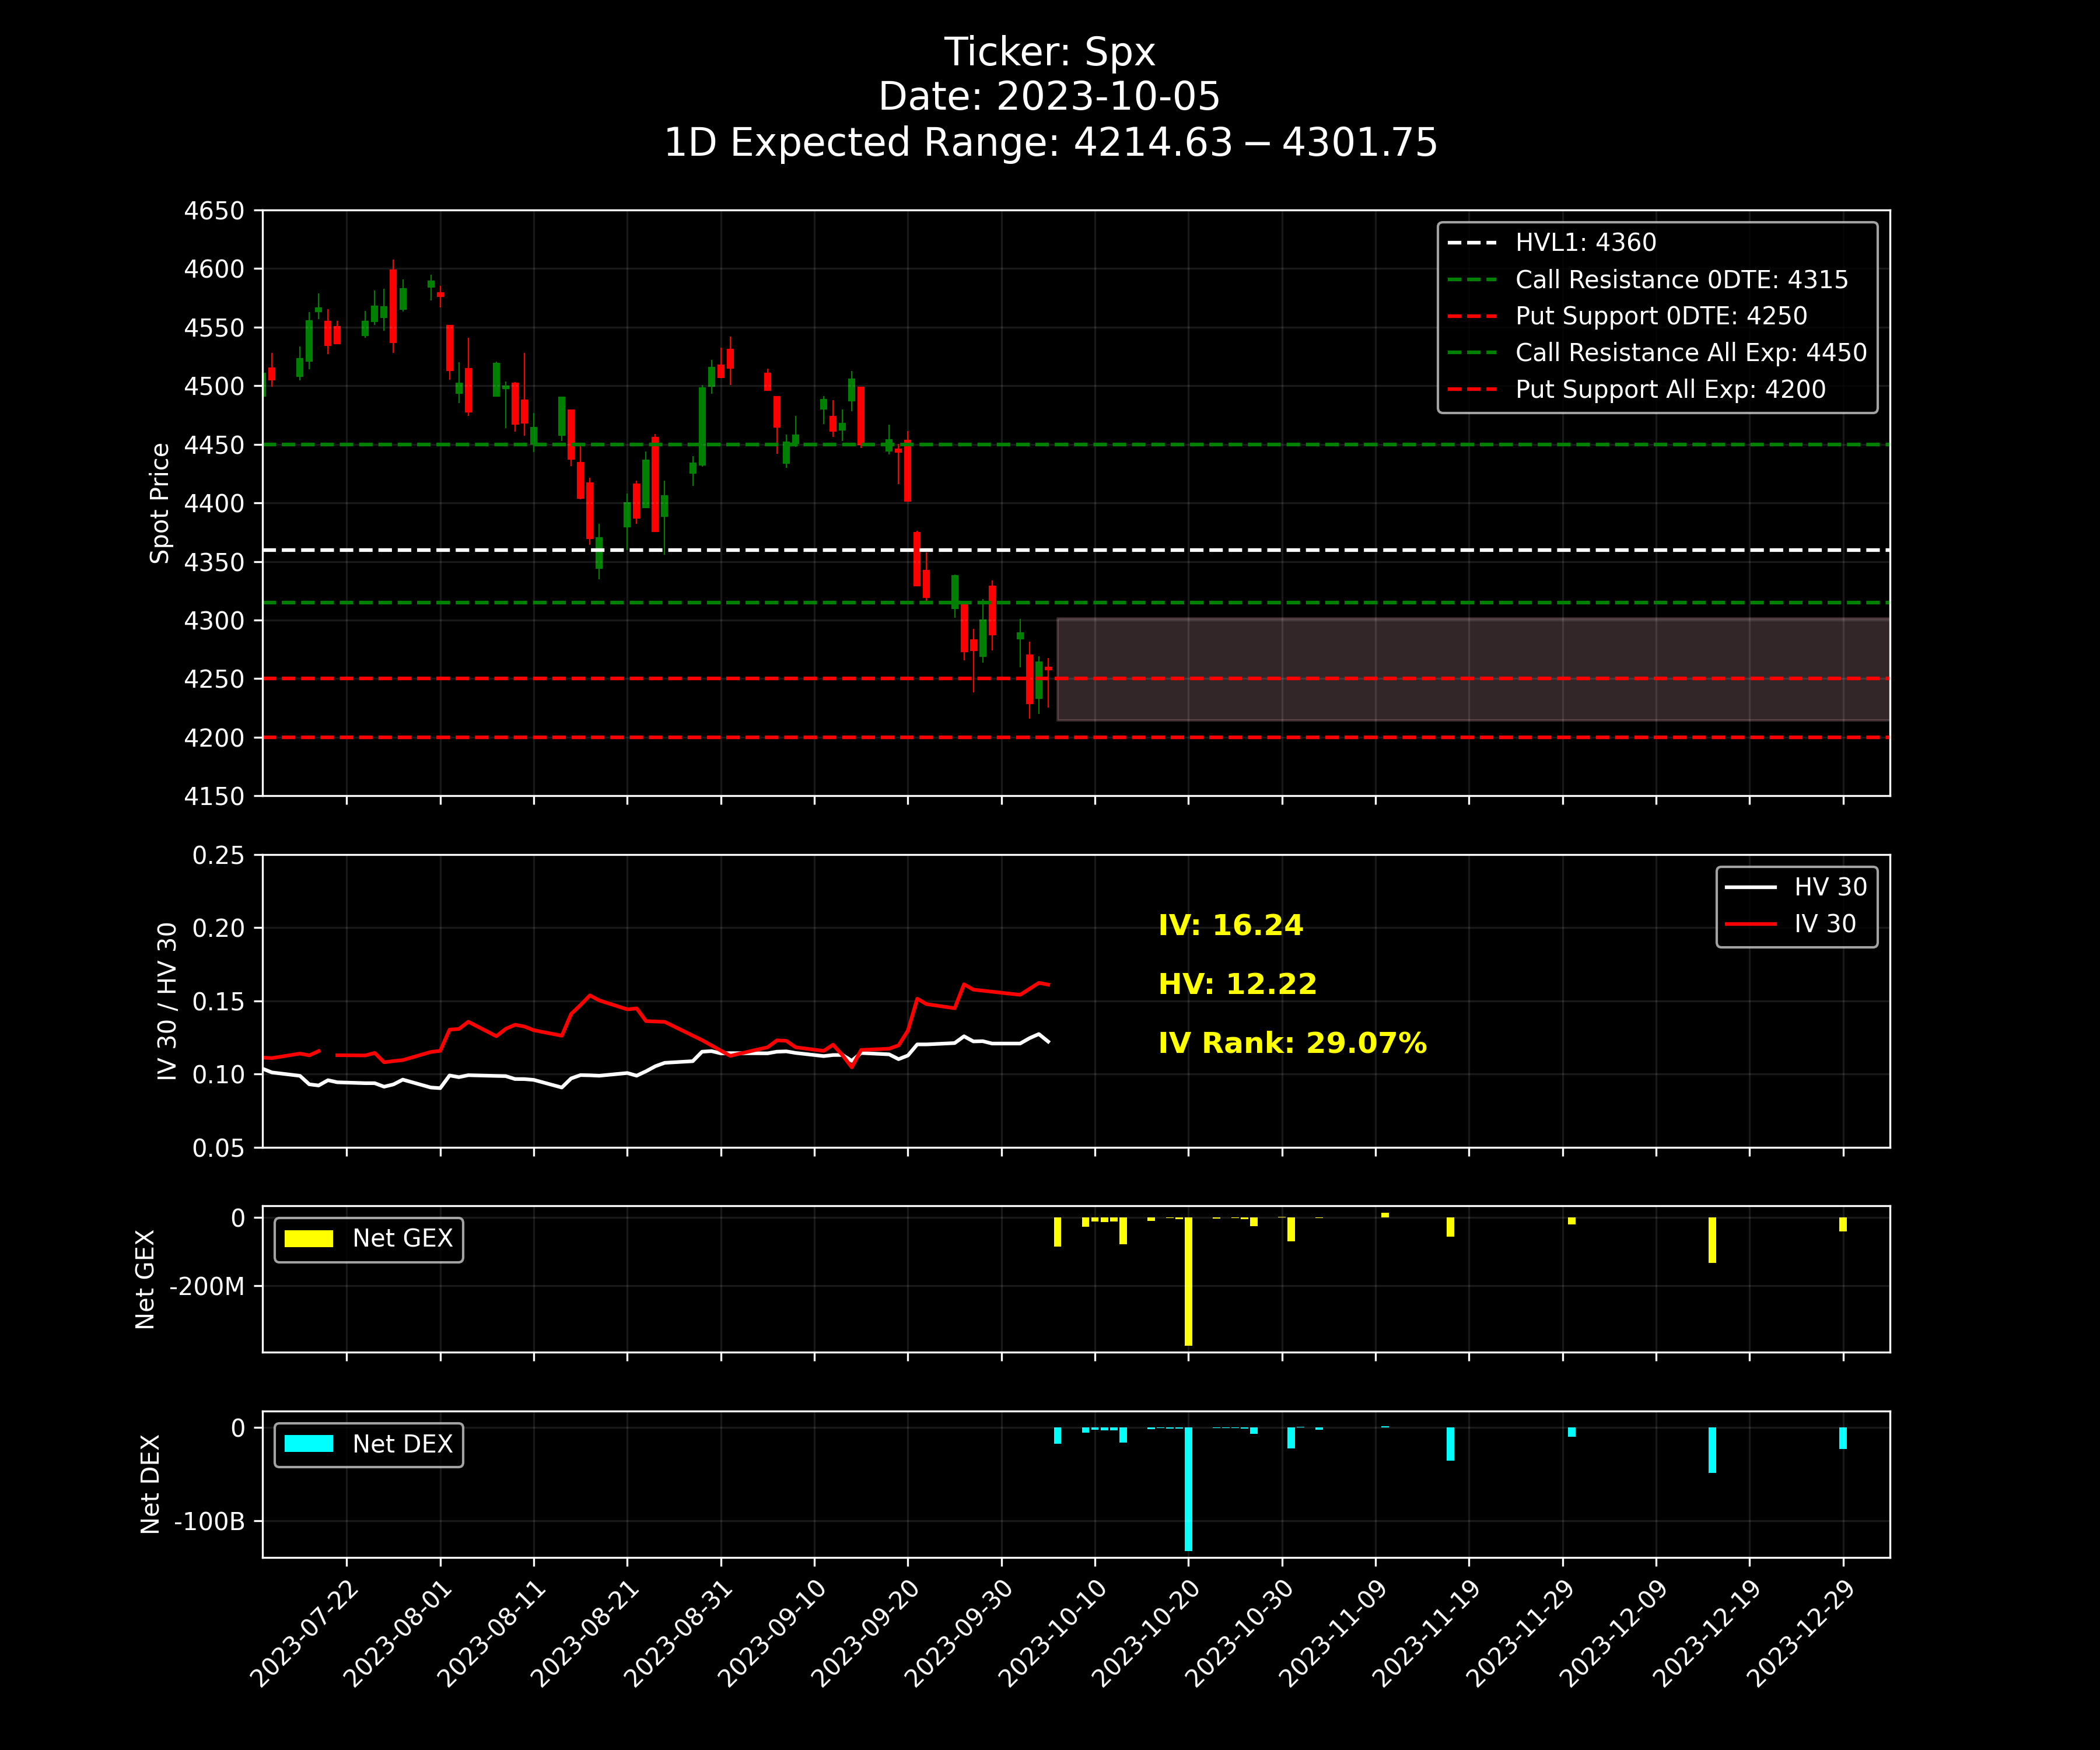 Ticker: Spx
Date: 2023-10-05
1D Expected Range: 4214.63 − 4301.75
Spot Price
4650
4600
4550
4500
4450
4400
4350
4300
4250
4200
4150
HVL1: 4360
Call Resistance 0DTE: 4315
Put Support 0DTE: 4250
Call Resistance All Exp: 4450
Put Support All Exp: 4200
IV 30 / HV 30
0.25
0.20
0.15
0.10
0.05
IV: 16.24
HV: 12.22
IV Rank: 29.07%
HV 30
IV 30
Net GEX
0
-200M
Net GEX
Net DEX
0
-100B
Net DEX
2023-07-22
2023-08-01
2023-08-11
2023-08-21
2023-08-31
2023-09-10
2023-09-20
2023-09-30
2023-10-10
2023-10-20
2023-10-30
2023-11-09
2023-11-19
2023-11-29
2023-12-09
2023-12-19
2023-12-29